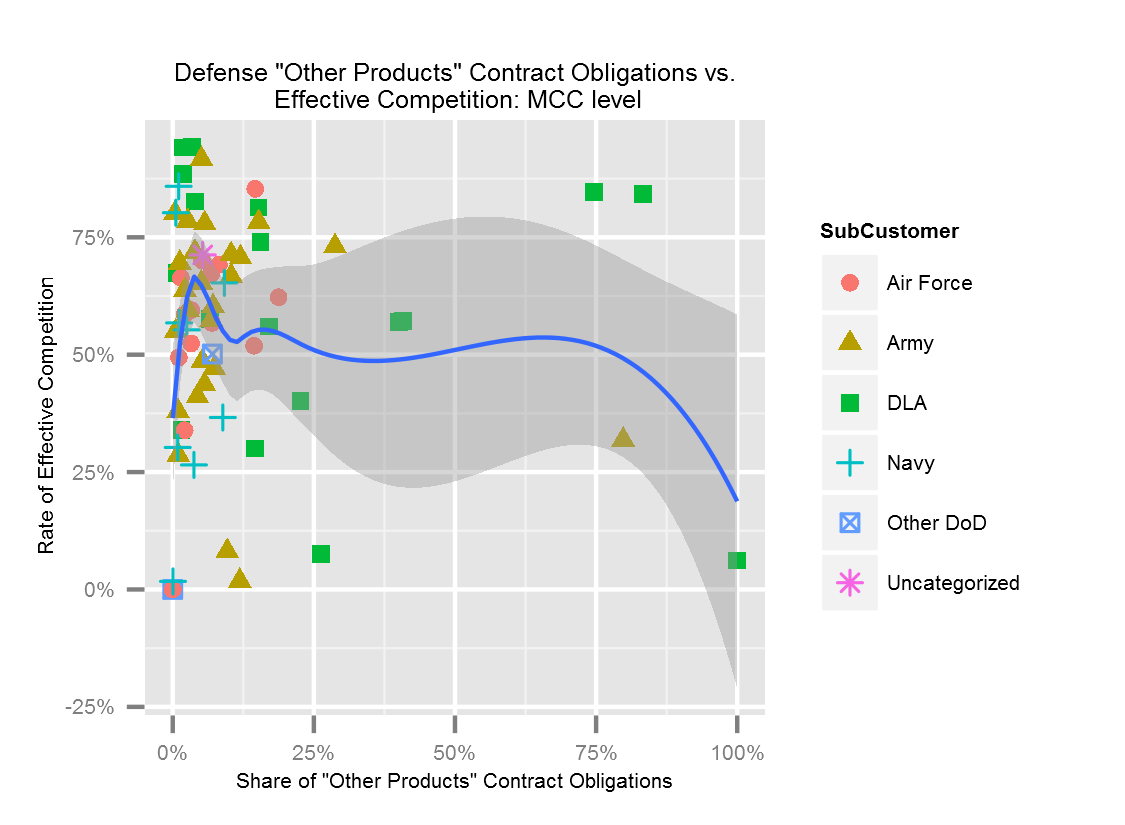 Defense "Other Products" Contract Obligations vs.
Effective Competition: MCC level
Rate of Effective Competition
75%
50%
25%
0%
-25%
0%
25%
50%
75%
100%
Share of "Other Products" Contract Obligations
SubCustomer
Air Force
Army
DLA
Navy
Other DoD
Uncategorized